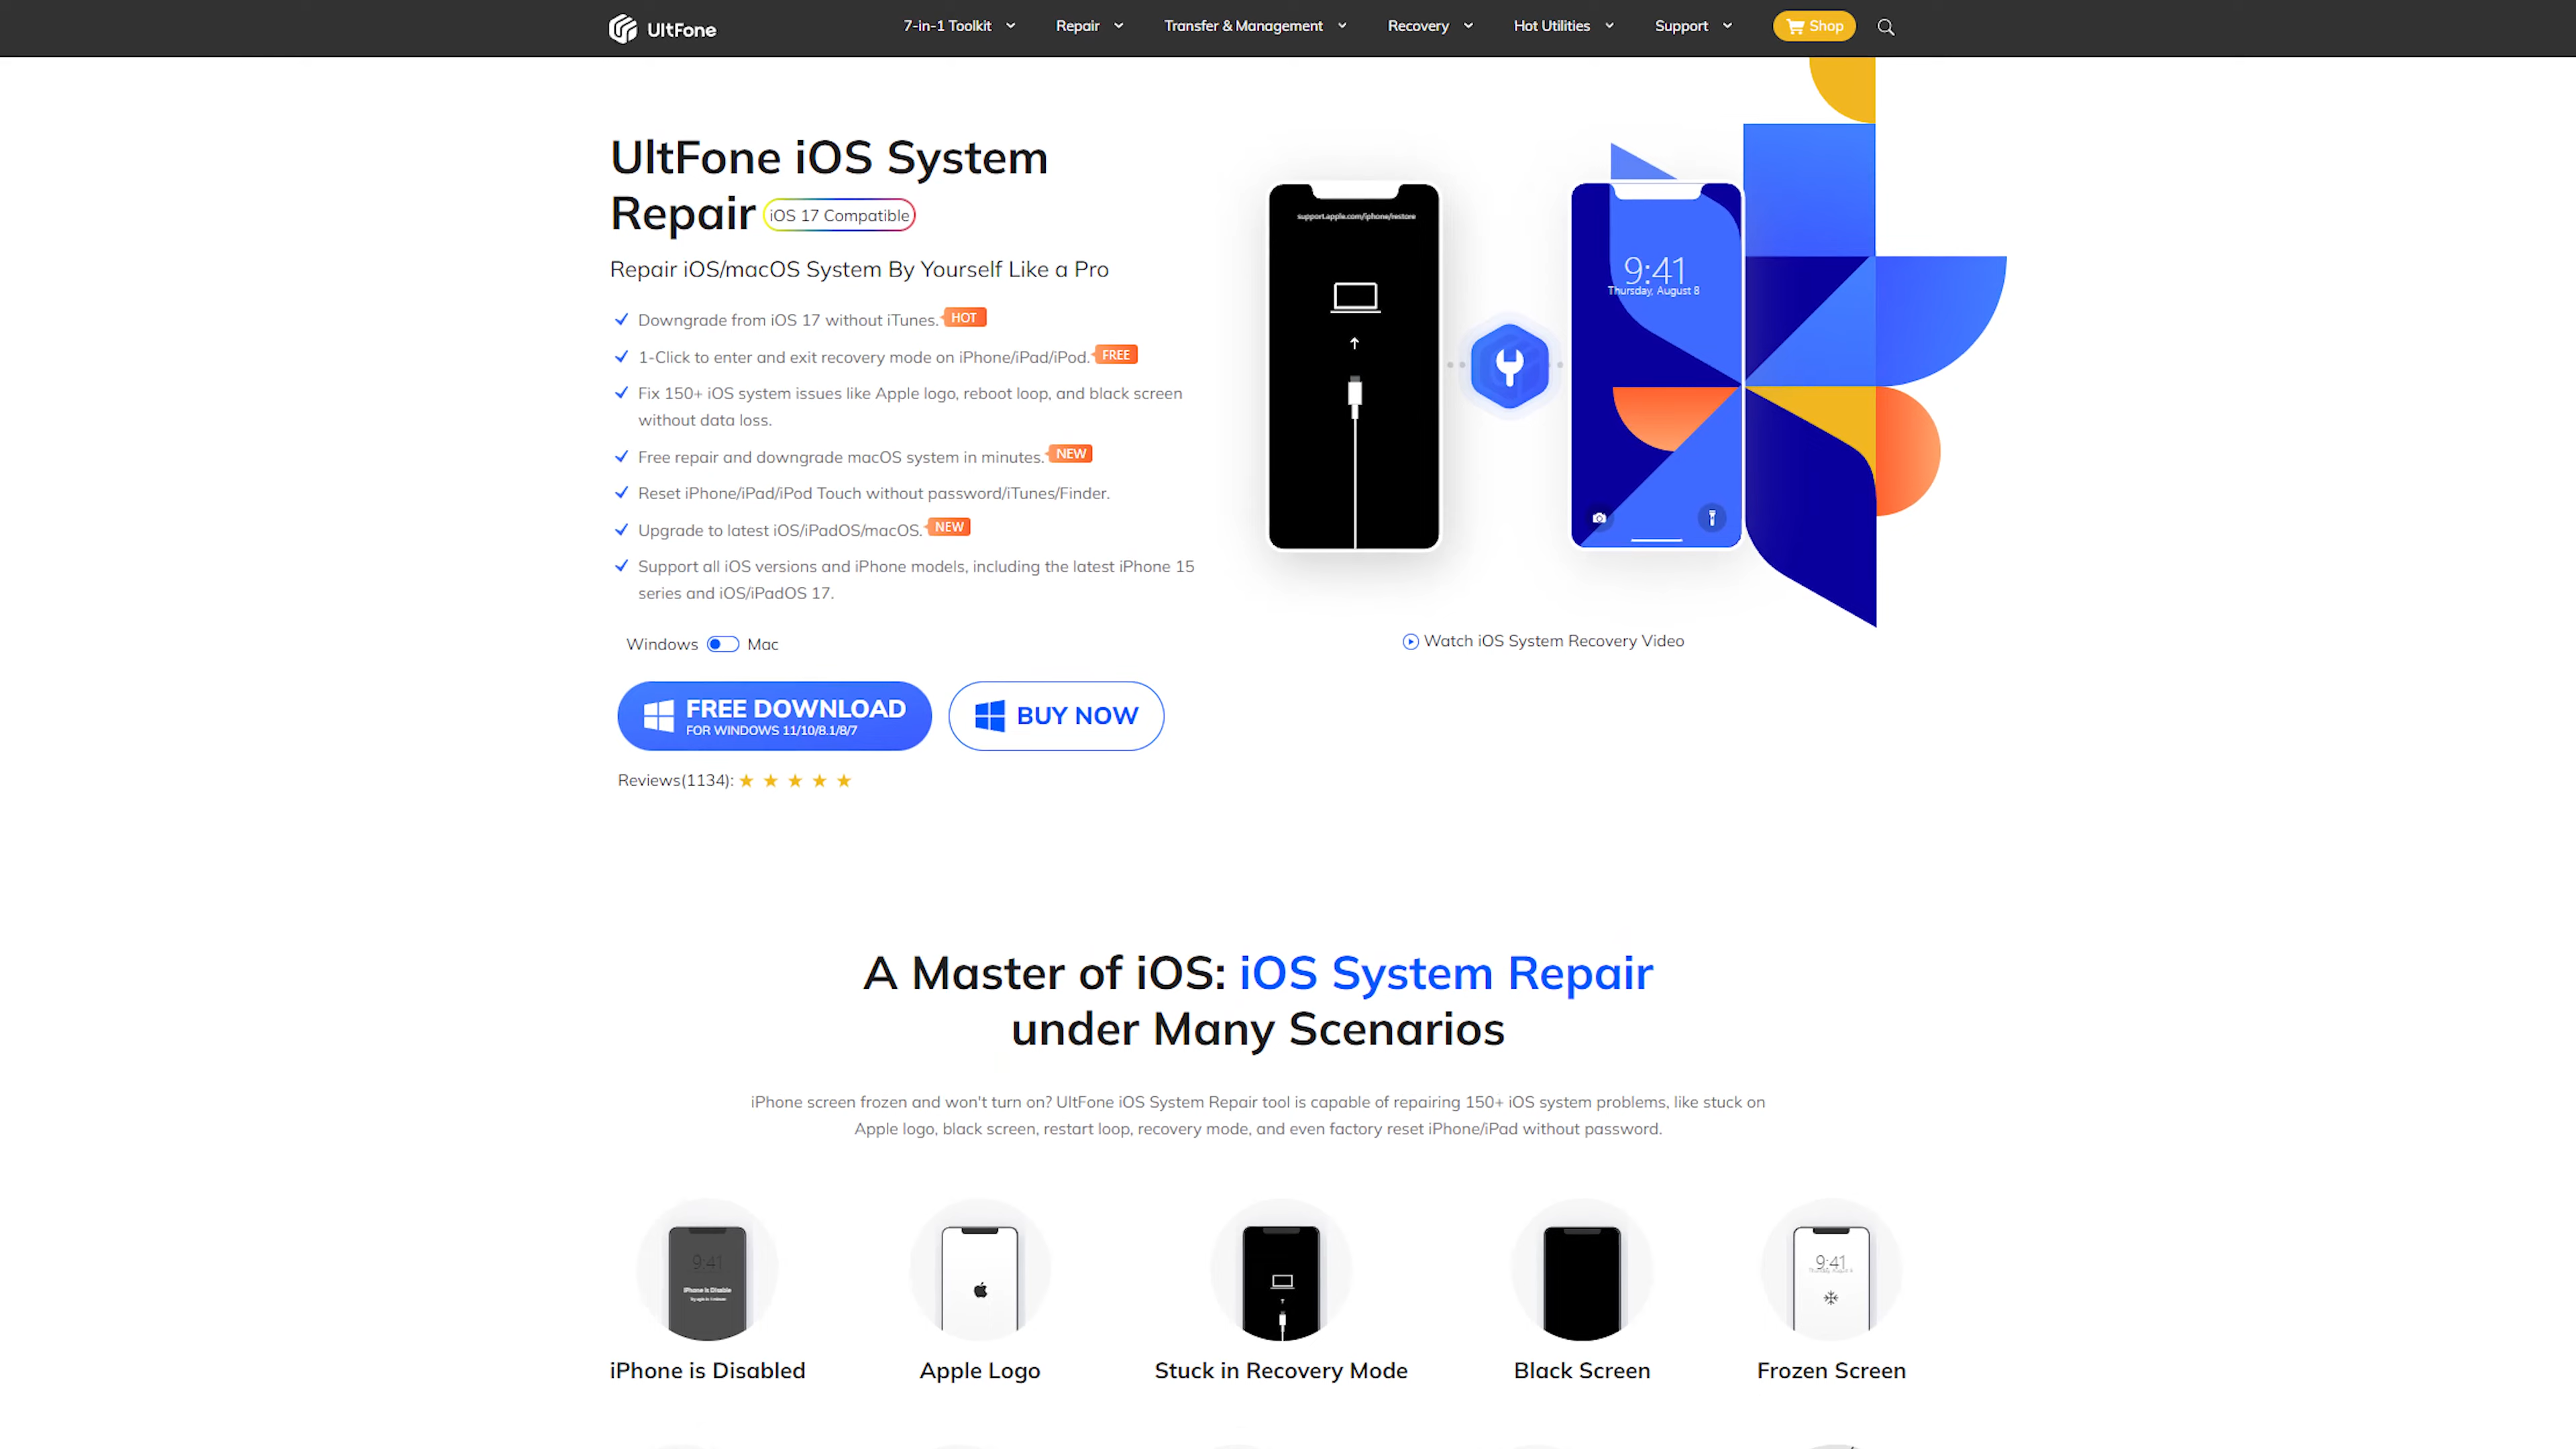 UltFone
7-in-1 Toolkit
Repair
Transfer & Management
Recovery
Hot Utilities
Support
Shop
UltFone iOS System
Repair iOS 17 Compatible
Repair iOS/macOS System By Yourself Like a Pro
Downgrade from iOS 17 without iTunes. HOT
1-Click to enter and exit recovery mode on iPhone/iPad/iPod. FREE
Fix 150+ iOS system issues like Apple logo, reboot loop, and black screen
without data loss.
Free repair and downgrade macOS system in minutes. NEW
Reset iPhone/iPad/iPod Touch without password/iTunes/Finder.
Upgrade to latest iOS/iPadOS/macOS. NEW
Support all iOS versions and iPhone models, including the latest iPhone 15
series and iOS/iPadOS 17.
Windows
Mac
FREE DOWNLOAD
FOR WINDOWS 11/10/8.1/8/7
BUY NOW
Reviews(1134):
support.apple.com/iphone/restore
9:41
Thursday, August 8
Watch iOS System Recovery Video
A Master of iOS: iOS System Repair
under Many Scenarios
iPhone screen frozen and won't turn on? UltFone iOS System Repair tool is capable of repairing 150+ iOS system problems, like stuck on
Apple logo, black screen, restart loop, recovery mode, and even factory reset iPhone/iPad without password.
9:41
iPhone is Disable
9:41
iPhone is Disabled
Apple Logo
Stuck in Recovery Mode
Black Screen
Frozen Screen